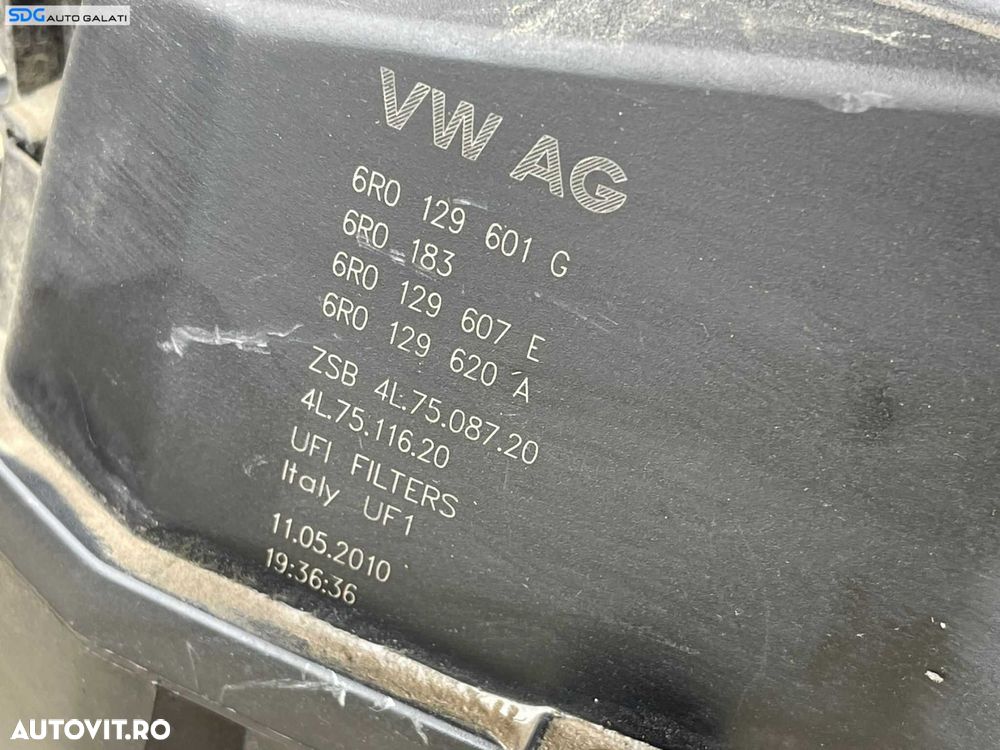 SDG AUTO GALATI
VW AG
6R0 129 601 G
6R0 183
6R0 129 607 E
6R0 129 620 A
ZSB 4L.75.087.20
4L.75.116.20
UFI FILTERS
Italy UF1
11.05.2010
19:36:36
AUTOVIT.RO